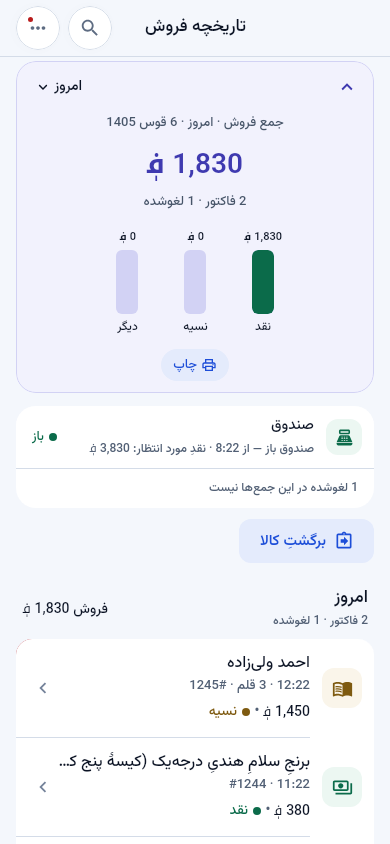 تاریخچه فروش
امروز
جمع فروش · امروز · 6 قوس 1405
1,830 ؋
2 فاکتور · 1 لغوشده
1,830 ؋
0 ؋
0 ؋
نقد
نسیه
دیگر
چاپ
صندوق
باز
صندوق باز — از 8:22 · نقدِ مورد انتظار: 3,830 ؋
1 لغوشده در این جمع‌ها نیست
برگشتِ کالا
امروز
فروش 1,830 ؋
2 فاکتور · 1 لغوشده
احمد ولی‌زاده
12:22 · 3 قلم · #1245
1,450 ؋ • نسیه
برنجِ سلامِ هندیِ درجه‌یک (کیسهٔ پنج ک...
11:22 · #1244
380 ؋ • نقد